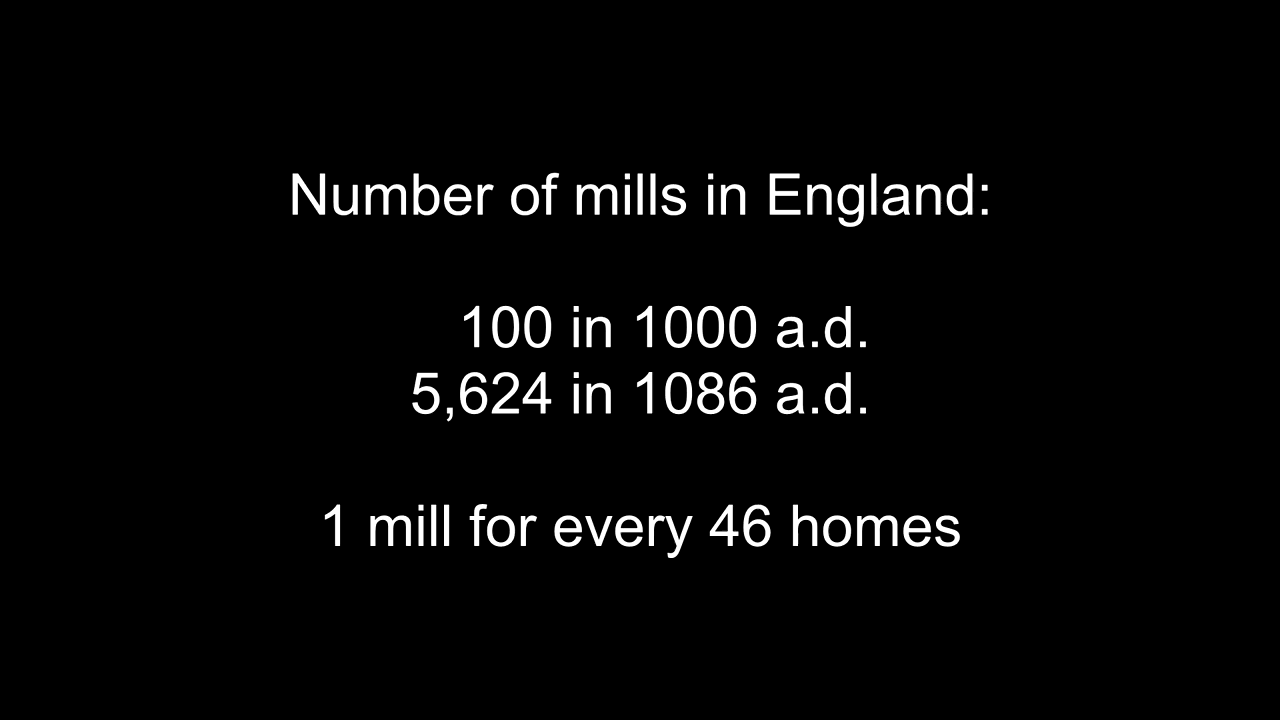 Number of mills in England:
100 in 1000 a.d.
5,624 in 1086 a.d.
1 mill for every 46 homes